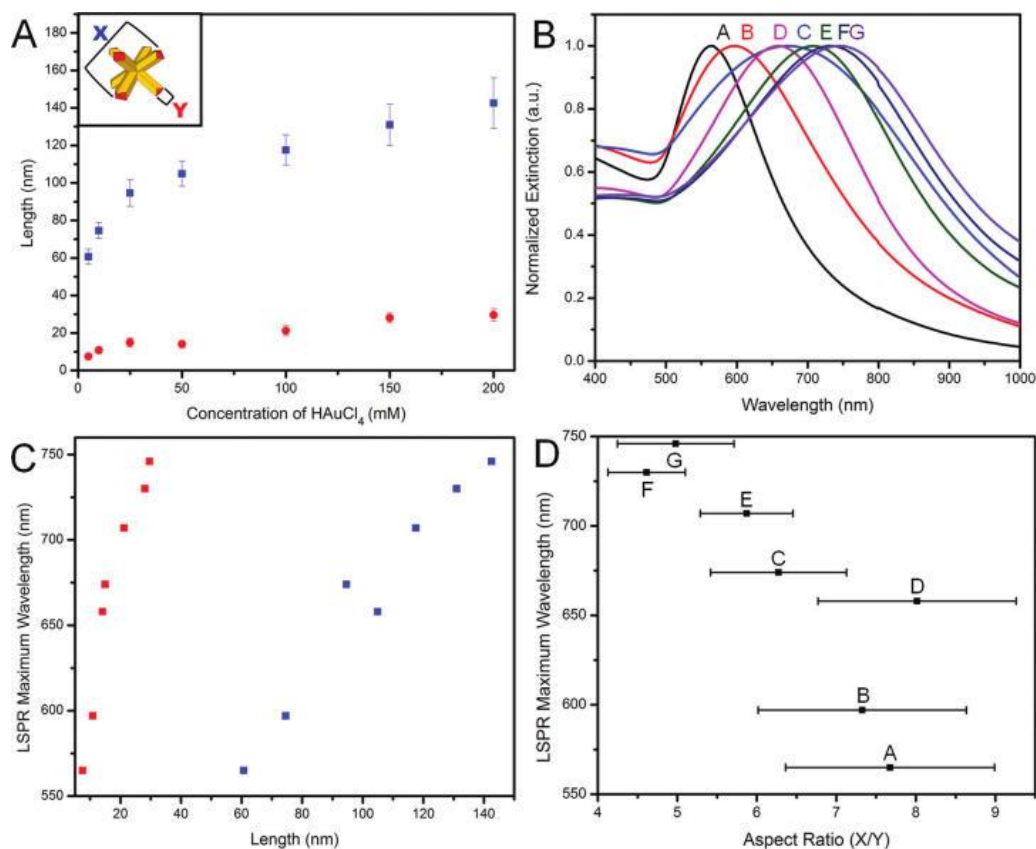 A
X
Y
Length (nm)
180
160
140
120
100
80
60
40
20
0
0 50 100 150 200
Concentration of HAuCl4 (mM)
B
A B D C E F G
Normalized Extinction (a.u.)
1.0
0.8
0.6
0.4
0.2
0.0
400 500 600 700 800 900 1000
Wavelength (nm)
C
LSPR Maximum Wavelength (nm)
750
700
650
600
550
20 40 60 80 100 120 140
Length (nm)
D
LSPR Maximum Wavelength (nm)
750
700
650
600
550
G
F
E
C
D
B
A
4 5 6 7 8 9
Aspect Ratio (X/Y)